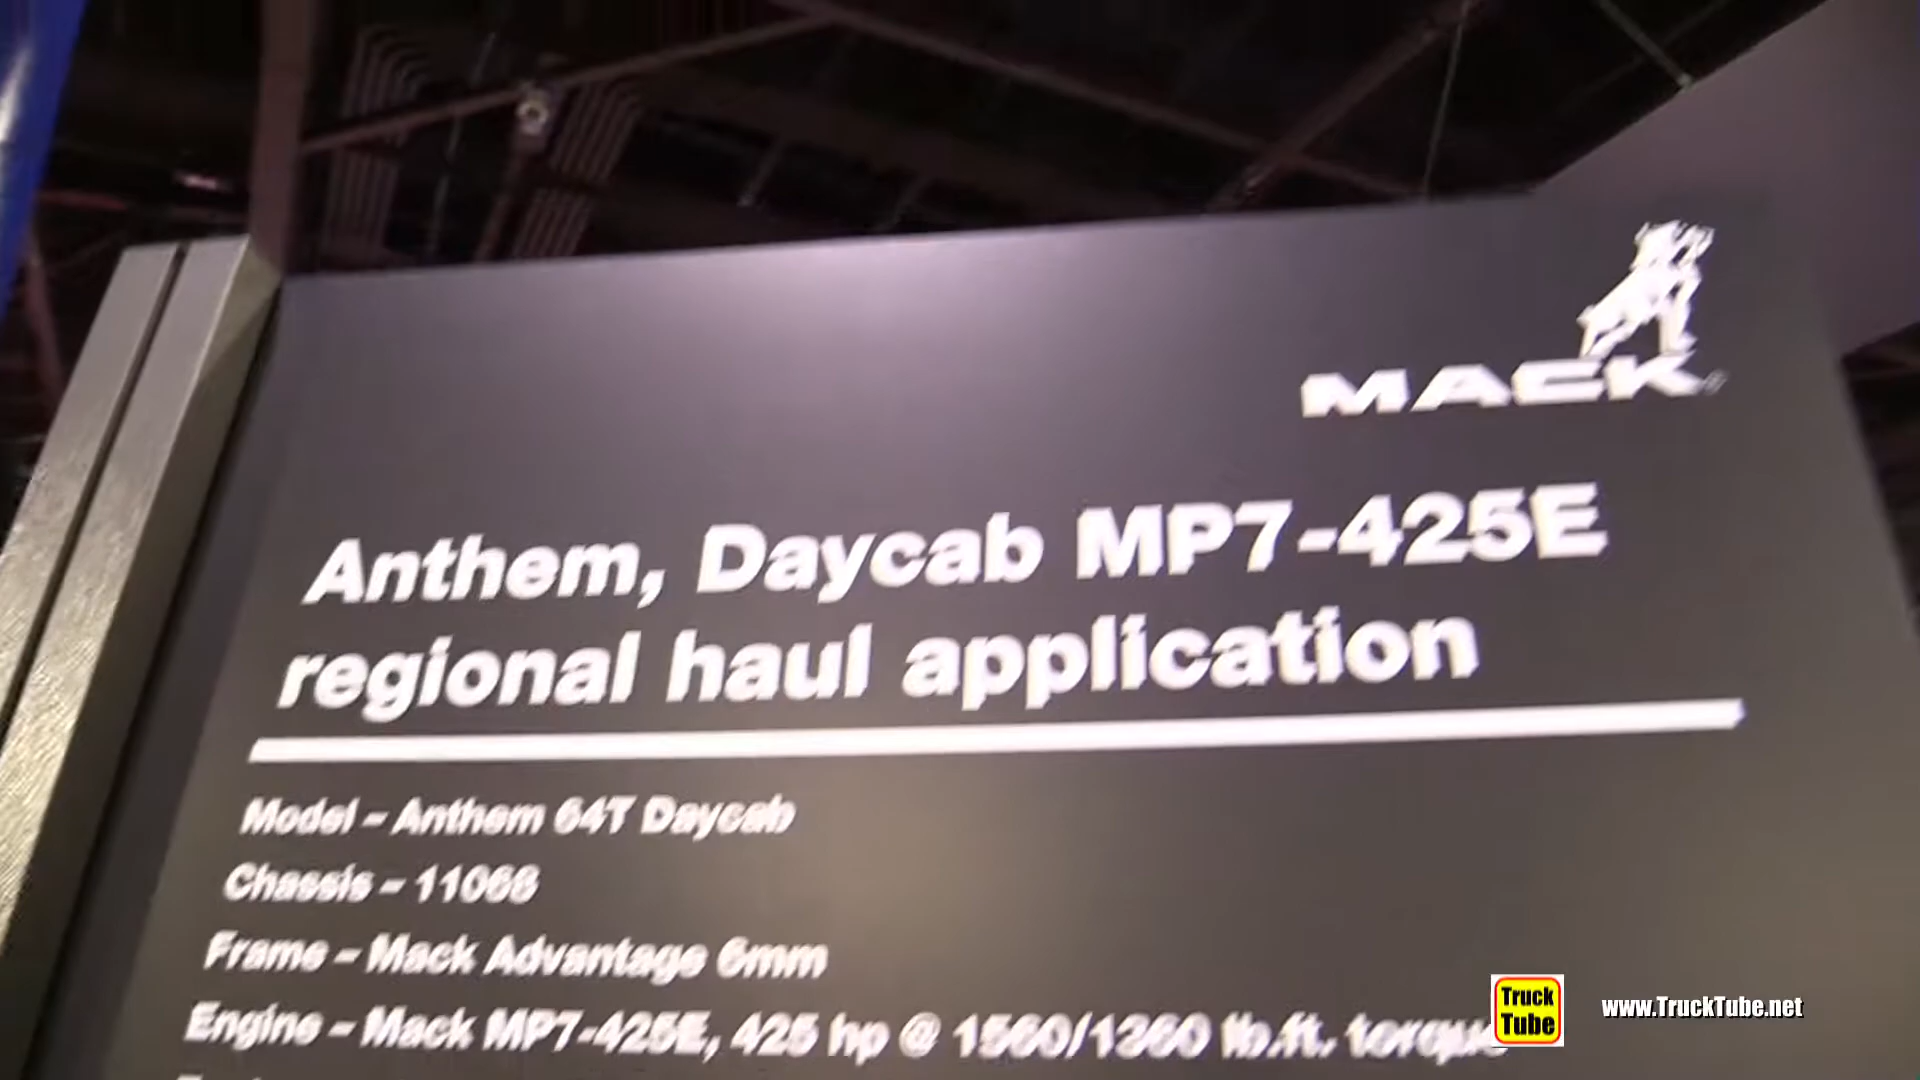 MACK
Anthem, Daycab MP7-425E
regional haul application
Model – Anthem 64T Daycab
Chassis – 11068
Frame – Mack Advantage 6mm
Engine – Mack MP7-425E, 425 hp @ 1560/1360 lb.ft. torque
Truck
Tube
www.TruckTube.net